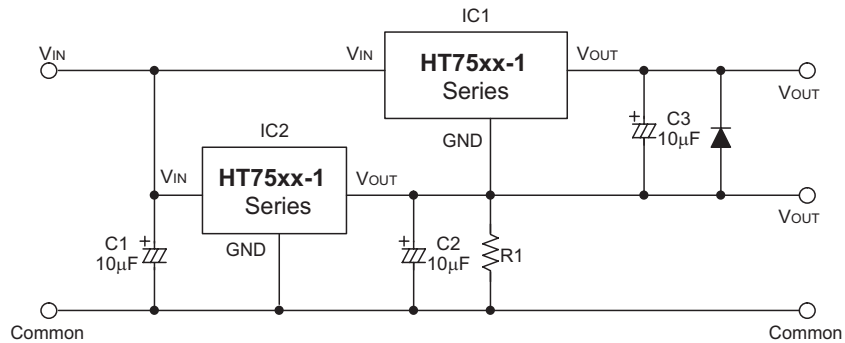 IC1
VIN
VIN
HT75xx-1
Series
VOUT
VOUT
GND
C3
10μF
IC2
VIN
HT75xx-1
Series
VOUT
VOUT
GND
C1
10μF
C2
10μF
R1
Common
Common
+
+
+